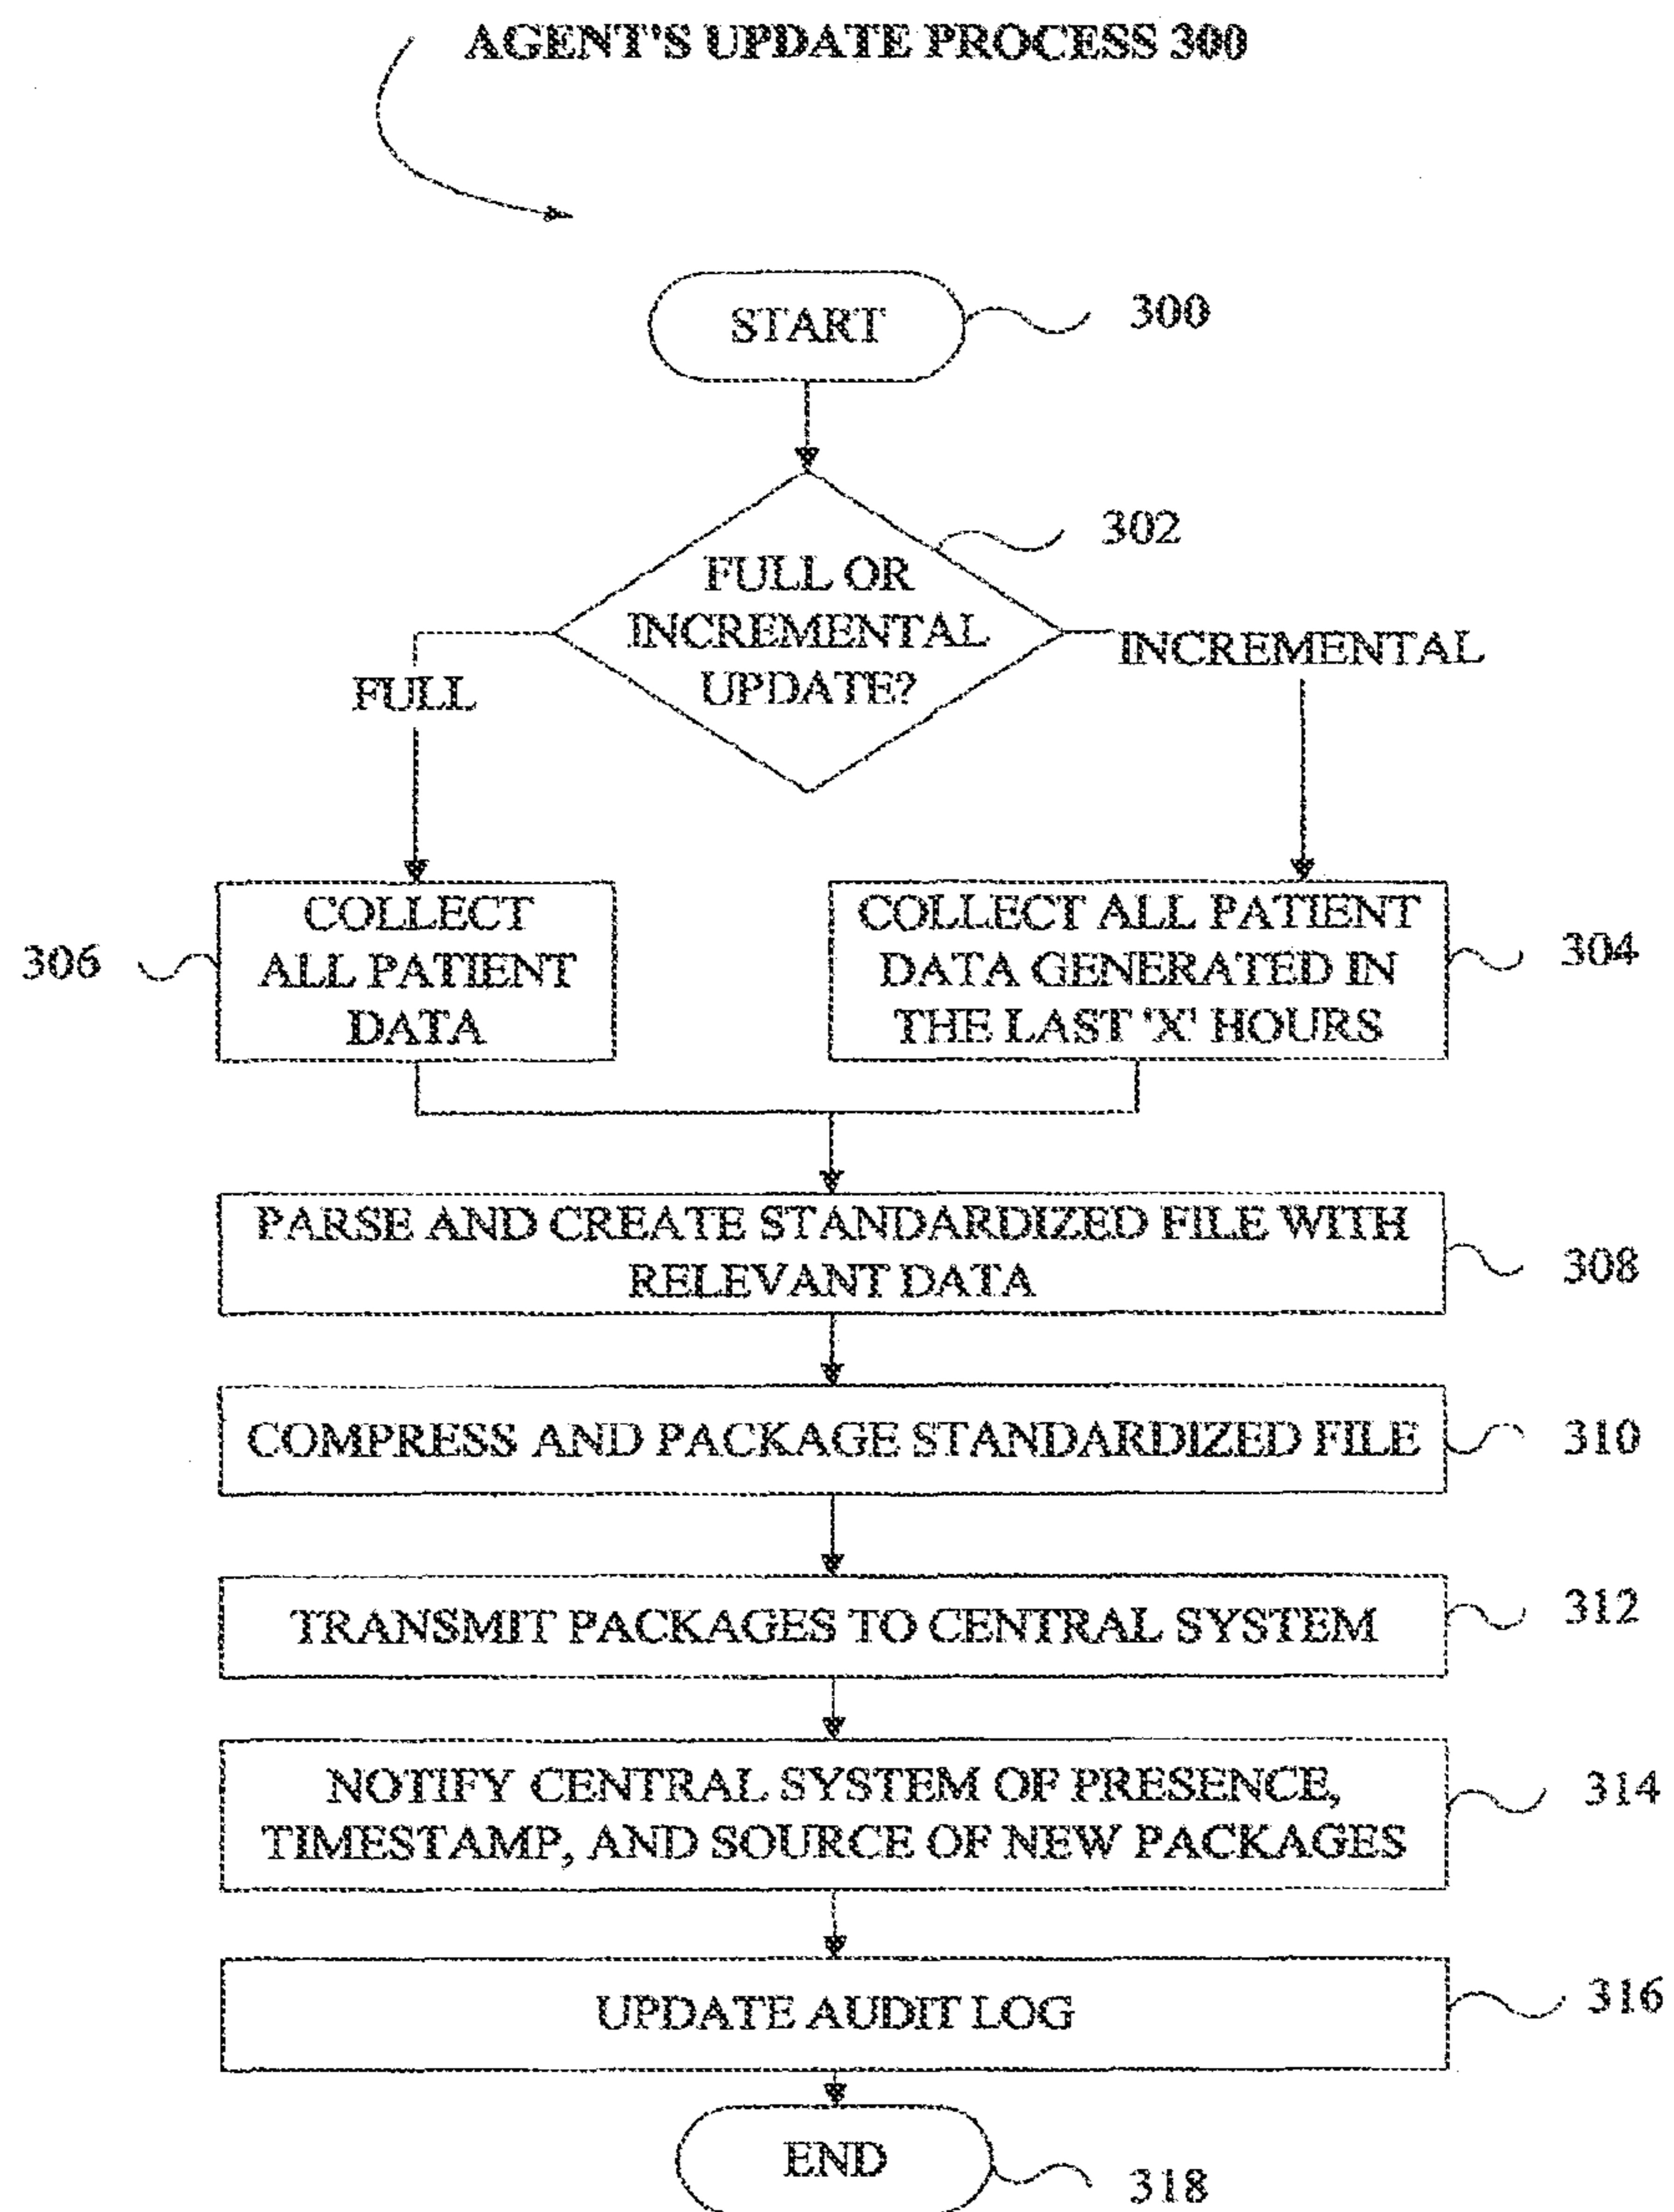 AGENT'S UPDATE PROCESS 300
START
300
302
FULL OR
INCREMENTAL
UPDATE?
FULL
INCREMENTAL
306
COLLECT
ALL PATIENT
DATA
COLLECT ALL PATIENT
DATA GENERATED IN
THE LAST 'X' HOURS
304
PARSE AND CREATE STANDARDIZED FILE WITH
RELEVANT DATA
308
COMPRESS AND PACKAGE STANDARDIZED FILE
310
TRANSMIT PACKAGES TO CENTRAL SYSTEM
312
NOTIFY CENTRAL SYSTEM OF PRESENCE,
TIMESTAMP, AND SOURCE OF NEW PACKAGES
314
UPDATE AUDIT LOG
316
END
318